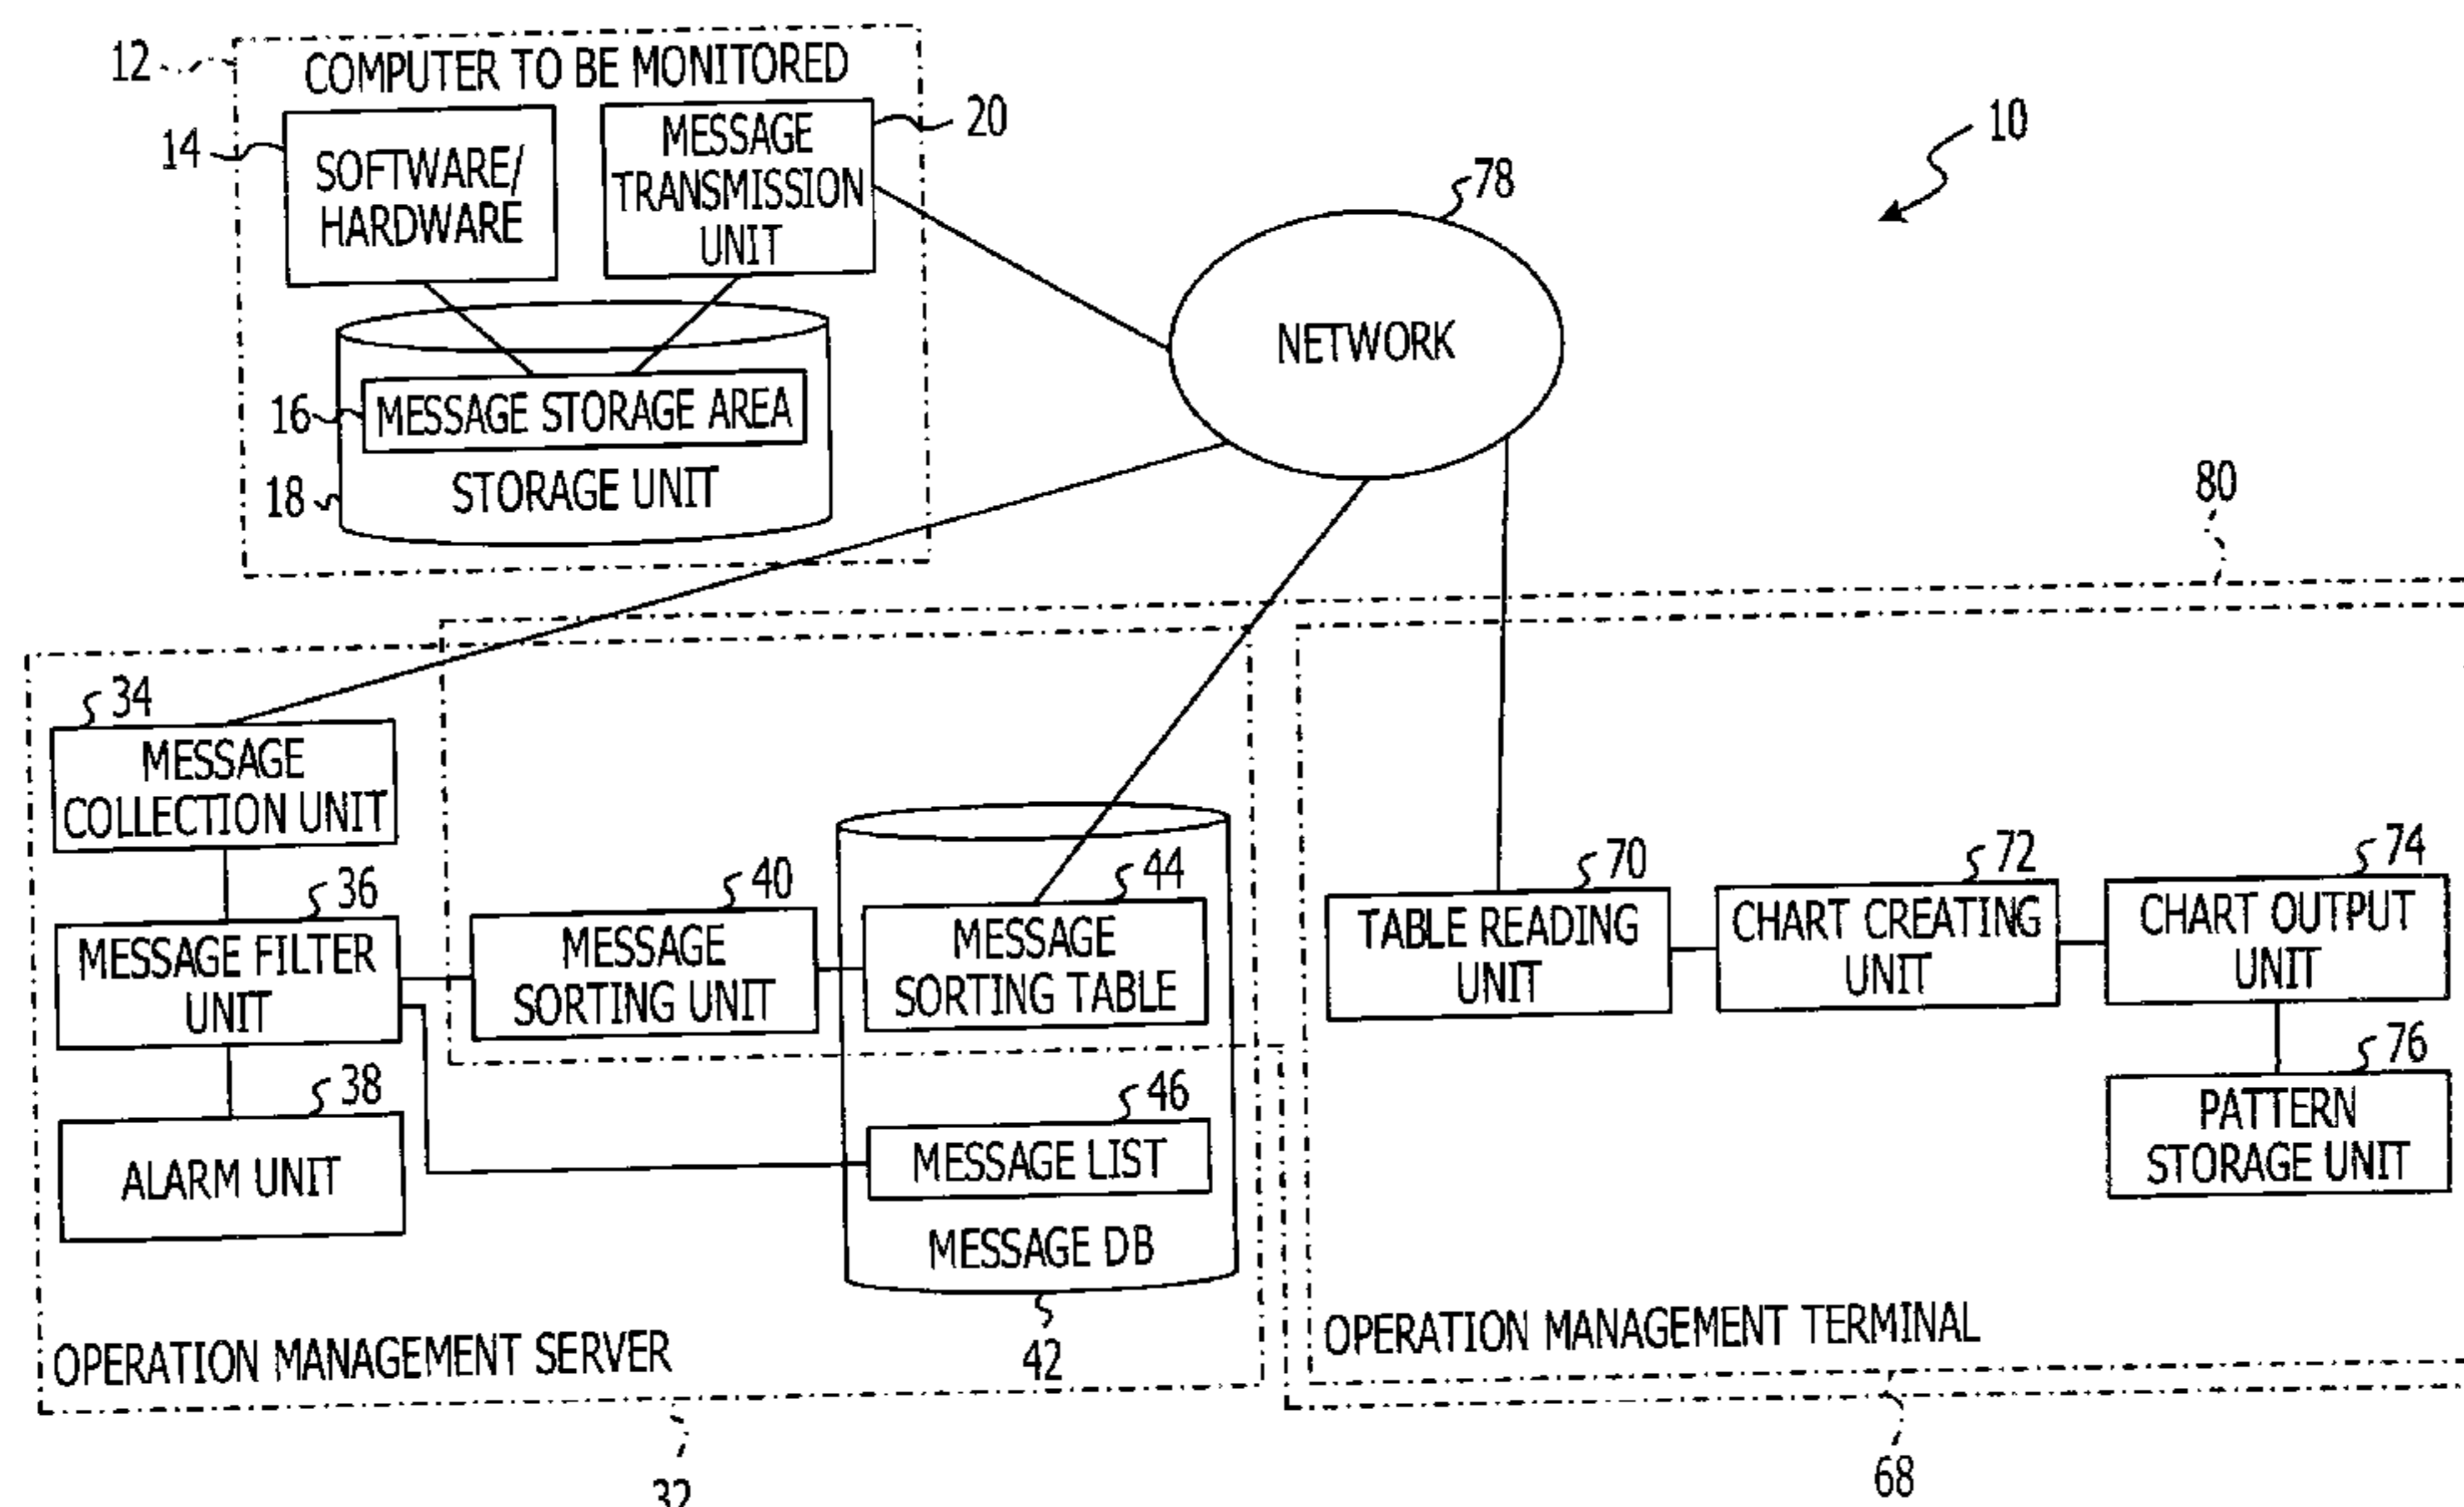 12
COMPUTER TO BE MONITORED
14
SOFTWARE/
HARDWARE
MESSAGE
TRANSMISSION
UNIT
20
10
78
NETWORK
16
MESSAGE STORAGE AREA
18
STORAGE UNIT
80
34
MESSAGE
COLLECTION UNIT
36
MESSAGE FILTER
UNIT
38
ALARM UNIT
40
MESSAGE
SORTING UNIT
44
MESSAGE
SORTING TABLE
46
MESSAGE LIST
MESSAGE DB
42
OPERATION MANAGEMENT SERVER
32
70
TABLE READING
UNIT
72
CHART CREATING
UNIT
74
CHART OUTPUT
UNIT
76
PATTERN
STORAGE UNIT
OPERATION MANAGEMENT TERMINAL
68